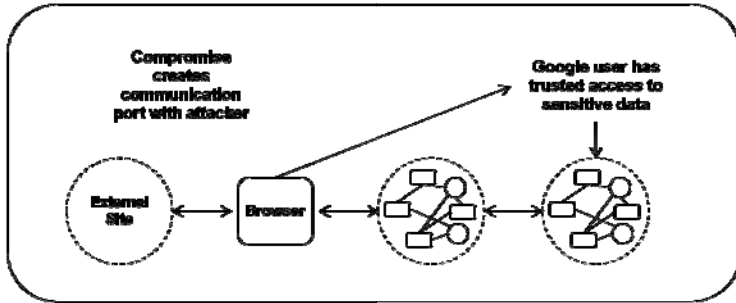 Compromise
creates
communication
port with attacker
Google user has
trusted access to
sensitive data
External
Site
Browser